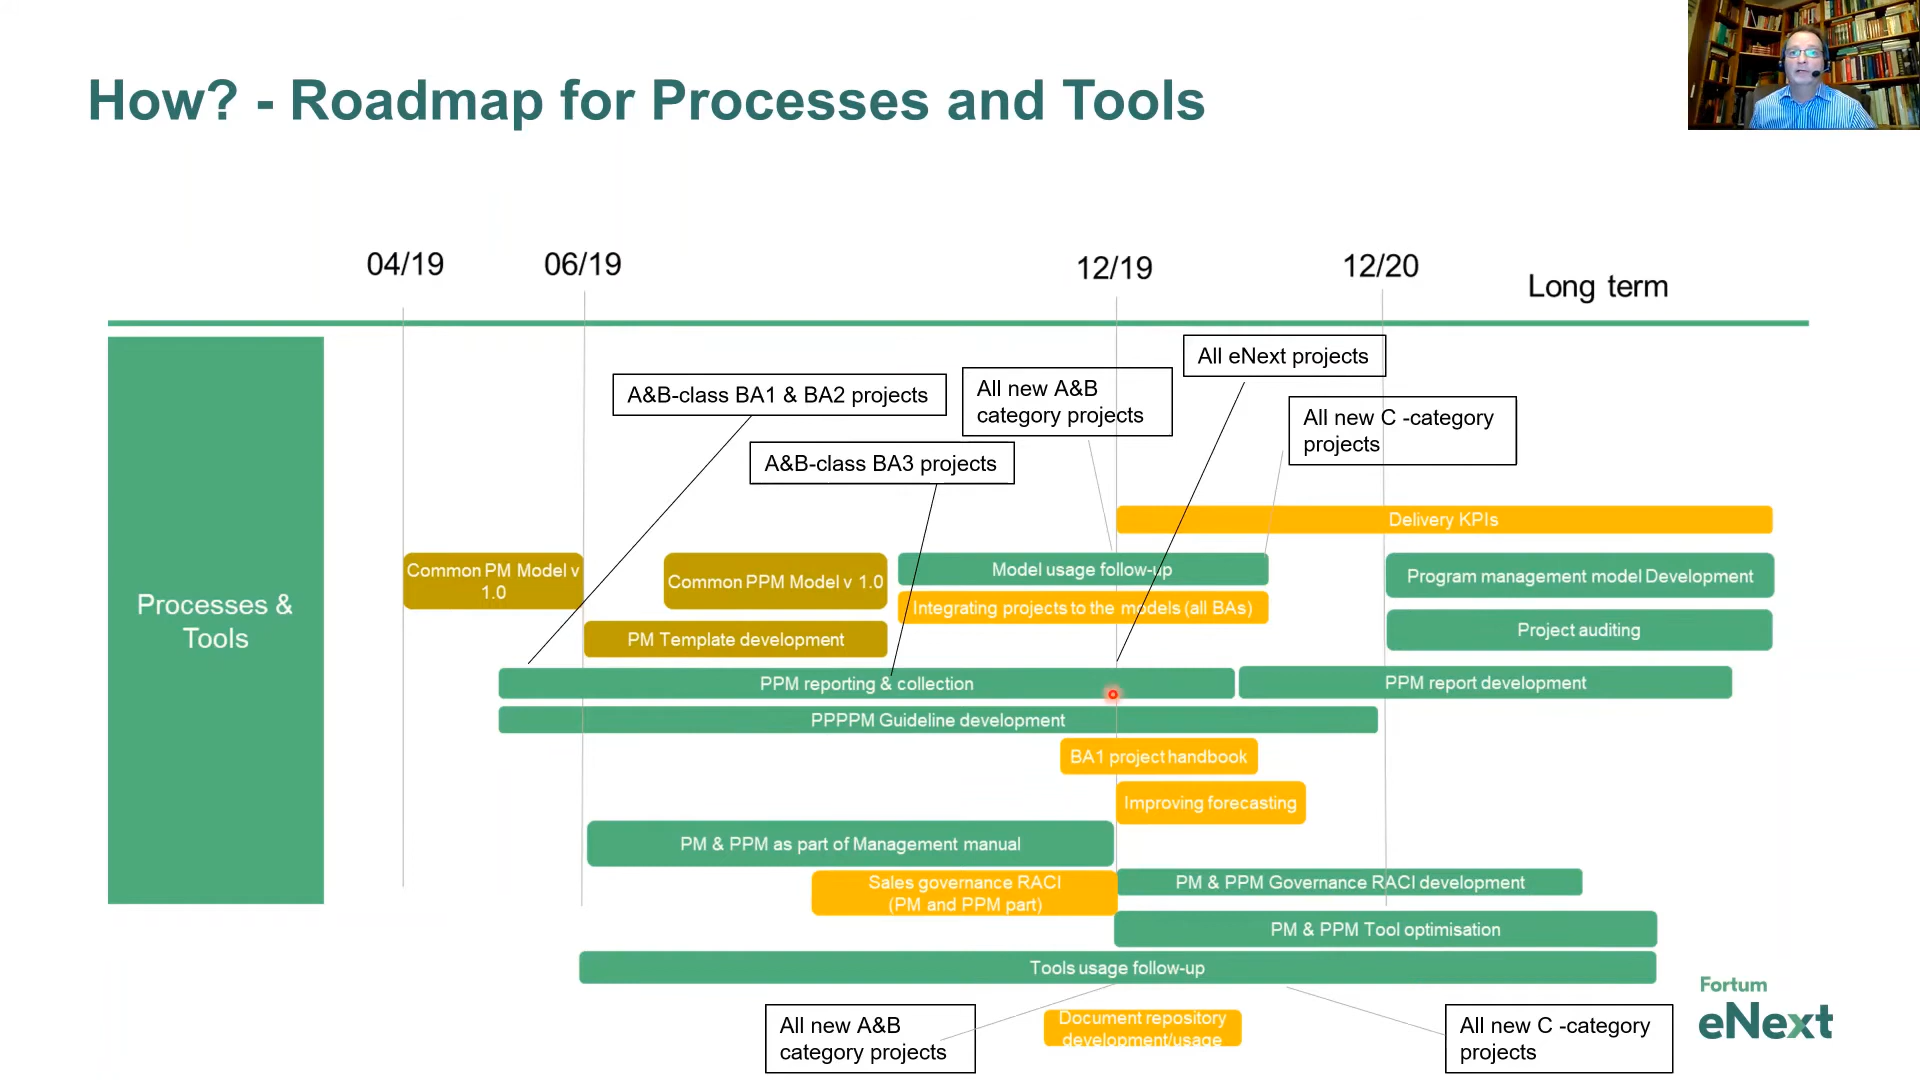 How? - Roadmap for Processes and Tools
04/19
06/19
12/19
12/20
Long term
All eNext projects
A&B-class BA1 & BA2 projects
All new A&B
category projects
All new C -category
projects
A&B-class BA3 projects
Delivery KPIs
Processes &
Tools
Common PM Model v
1.0
Common PPM Model v 1.0
Model usage follow-up
Program management model Development
Integrating projects to the models (all BAs)
PM Template development
Project auditing
PPM reporting & collection
PPM report development
PPPPM Guideline development
BA1 project handbook
Improving forecasting
PM & PPM as part of Management manual
Sales governance RACI
(PM and PPM part)
PM & PPM Governance RACI development
PM & PPM Tool optimisation
Tools usage follow-up
All new A&B
category projects
Document repository
development/usage
All new C -category
projects
Fortum
eNext